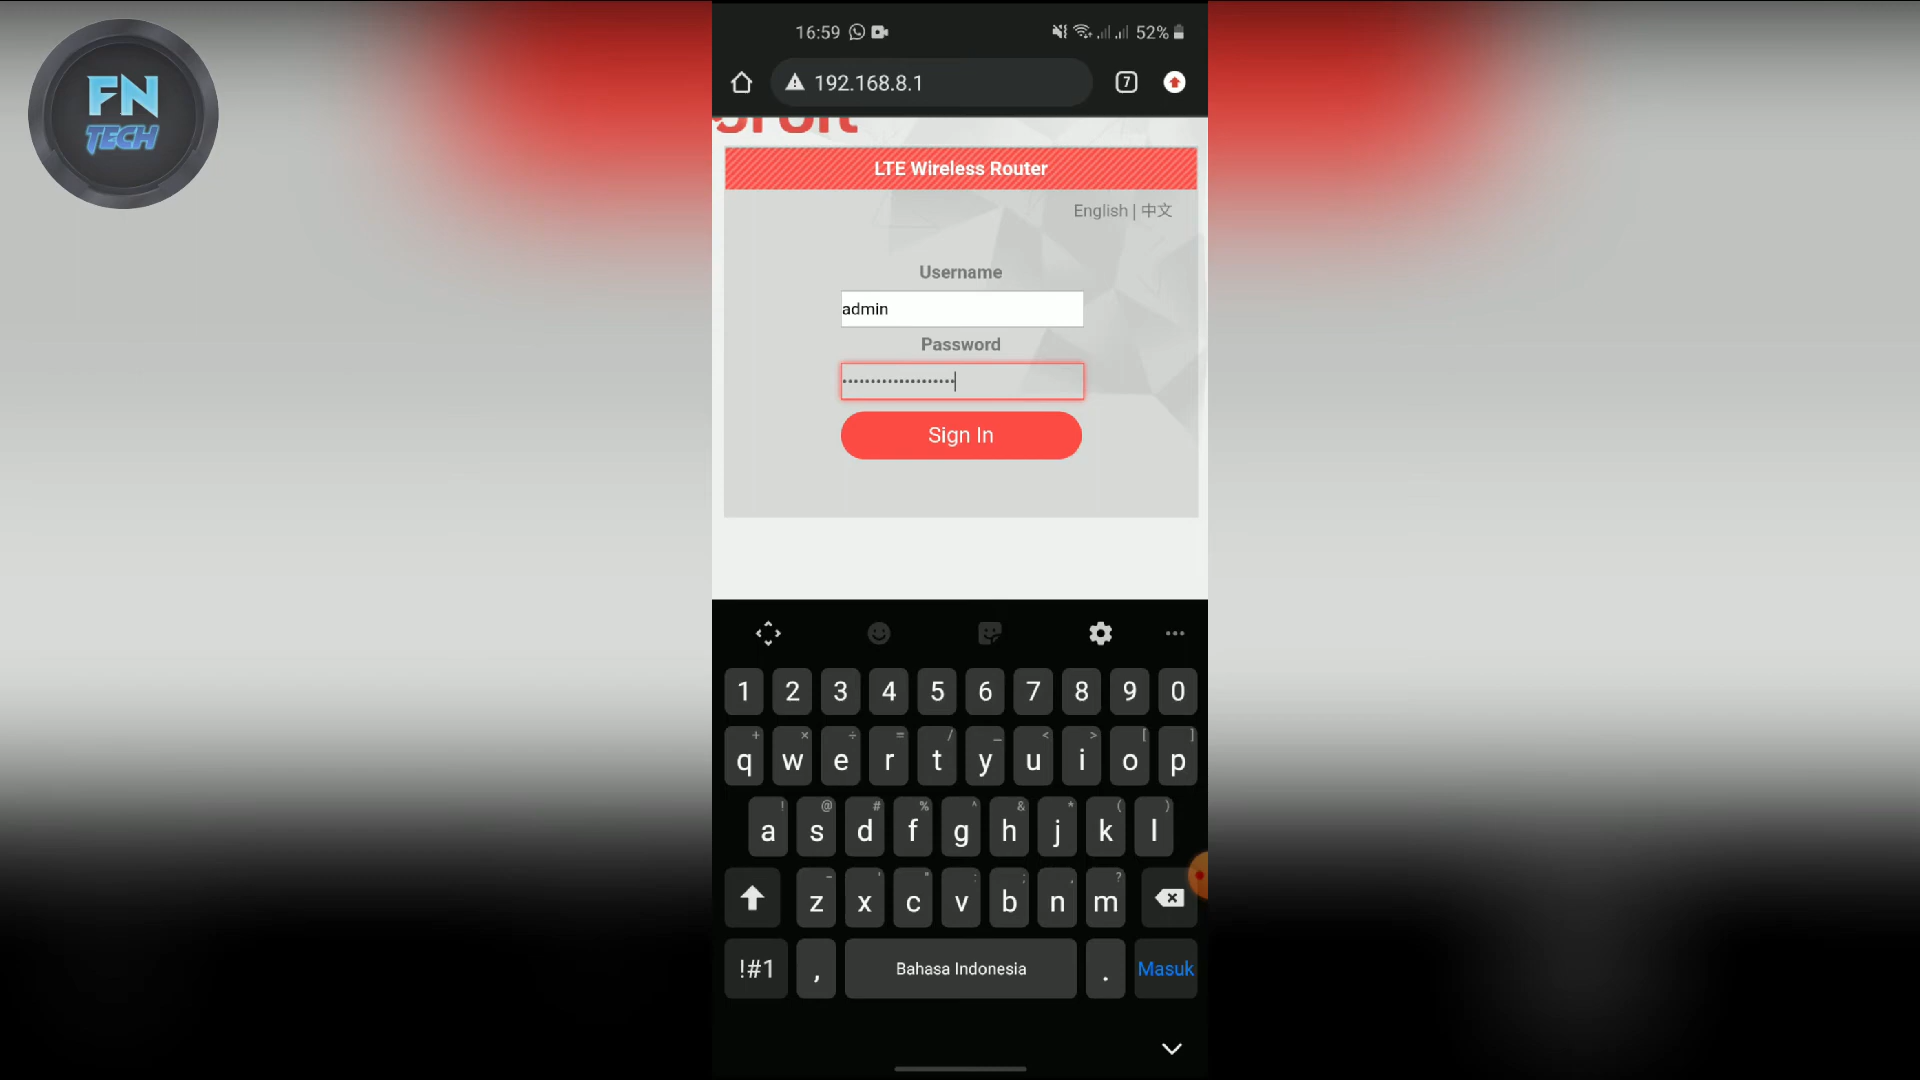 FN
TECH
16:59 52%
192.168.8.1 7
LTE Wireless Router
English | 中文
Username
admin
Password
••••••••••••••••••••
Sign In
1 2 3 4 5 6 7 8 9 0
+ × ÷ = / _ < > [ ]
q w e r t y u i o p
! @ # % ^ & * ( )
a s d f g h j k l
- ' " : ; , ?
z x c v b n m
!#1 , Bahasa Indonesia . Masuk